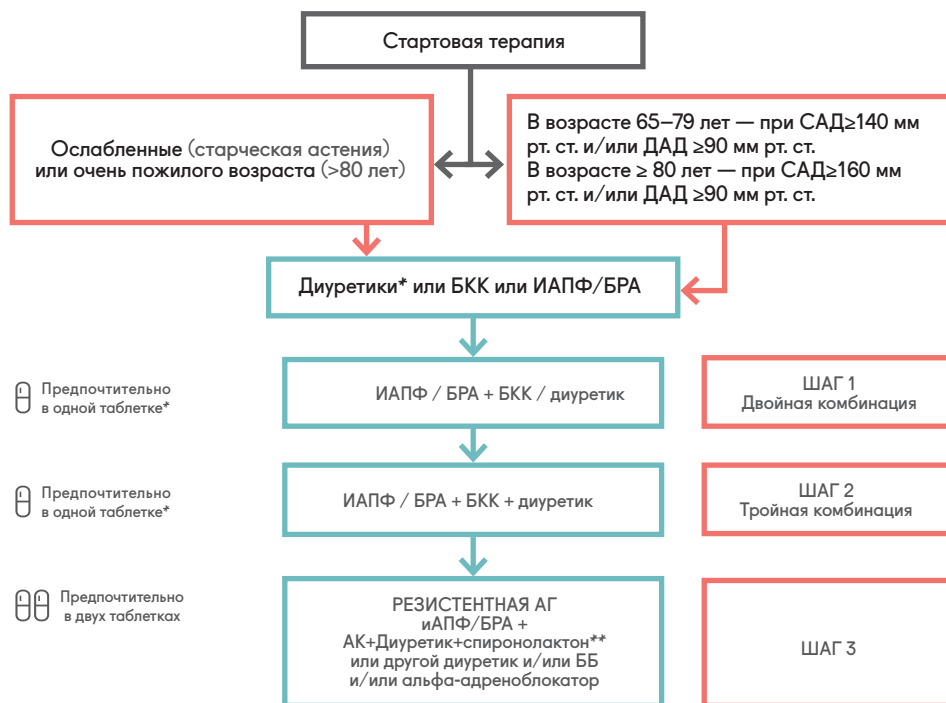 Стартовая терапия
Ослабленные (старческая астения)
или очень пожилого возраста (>80 лет)
В возрасте 65–79 лет — при САД≥140 мм
рт. ст. и/или ДАД ≥90 мм рт. ст.
В возрасте ≥ 80 лет — при САД≥160 мм
рт. ст. и/или ДАД ≥90 мм рт. ст.
Диуретики* или БКК или ИАПФ/БРА
Предпочтительно
в одной таблетке*
ИАПФ / БРА + БКК / диуретик
ШАГ 1
Двойная комбинация
Предпочтительно
в одной таблетке*
ИАПФ / БРА + БКК + диуретик
ШАГ 2
Тройная комбинация
Предпочтительно
в двух таблетках
РЕЗИСТЕНТНАЯ АГ
иАПФ/БРА +
АК+Диуретик+спиронолактон**
или другой диуретик и/или ББ
и/или альфа-адреноблокатор
ШАГ 3